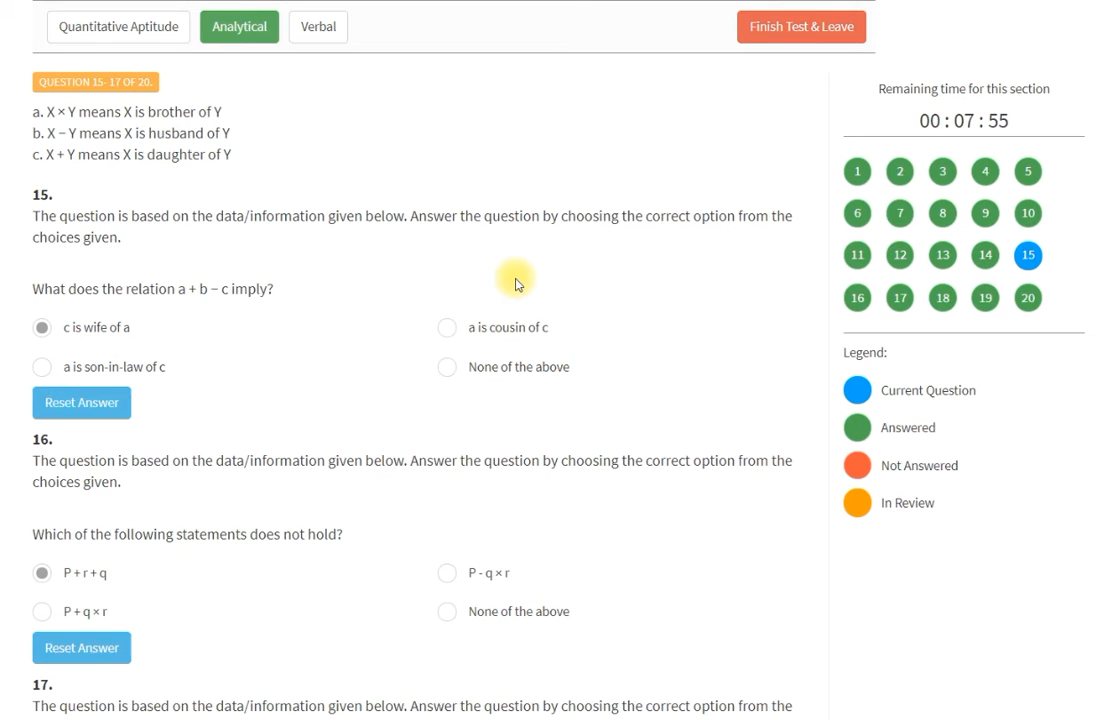 Quantitative Aptitude
Analytical
Verbal
Finish Test & Leave
QUESTION 15- 17 OF 20.
a. X × Y means X is brother of Y
b. X − Y means X is husband of Y
c. X + Y means X is daughter of Y
15.
The question is based on the data/information given below. Answer the question by choosing the correct option from the
choices given.
What does the relation a + b − c imply?
c is wife of a
a is cousin of c
a is son-in-law of c
None of the above
Reset Answer
16.
The question is based on the data/information given below. Answer the question by choosing the correct option from the
choices given.
Which of the following statements does not hold?
P + r + q
P - q × r
P + q × r
None of the above
Reset Answer
17.
The question is based on the data/information given below. Answer the question by choosing the correct option from the
Remaining time for this section
00 : 07 : 55
1 2 3 4 5
6 7 8 9 10
11 12 13 14 15
16 17 18 19 20
Legend:
Current Question
Answered
Not Answered
In Review